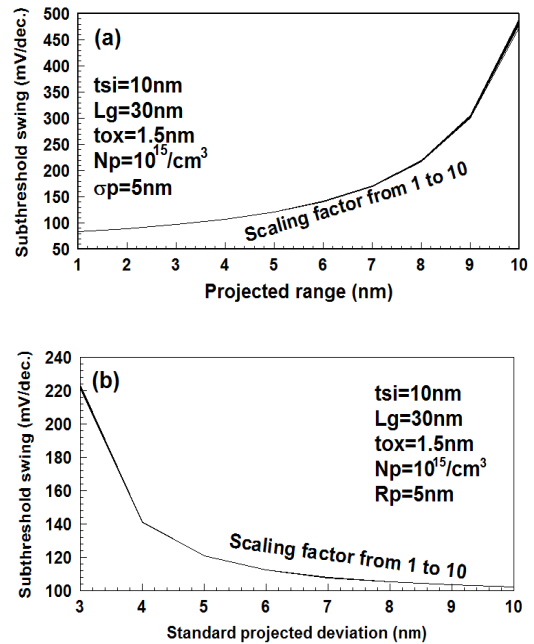 Subthreshold swing (mV/dec.)
500
450
400
350
300
250
200
150
100
50
(a)
tsi=10nm
Lg=30nm
tox=1.5nm
Np=10¹⁵/cm³
σp=5nm
Scaling factor from 1 to 10
1 2 3 4 5 6 7 8 9 10
Projected range (nm)
Subthreshold swing (mV/dec.)
240
220
200
180
160
140
120
100
(b)
tsi=10nm
Lg=30nm
tox=1.5nm
Np=10¹⁵/cm³
Rp=5nm
Scaling factor from 1 to 10
3 4 5 6 7 8 9 10
Standard projected deviation (nm)